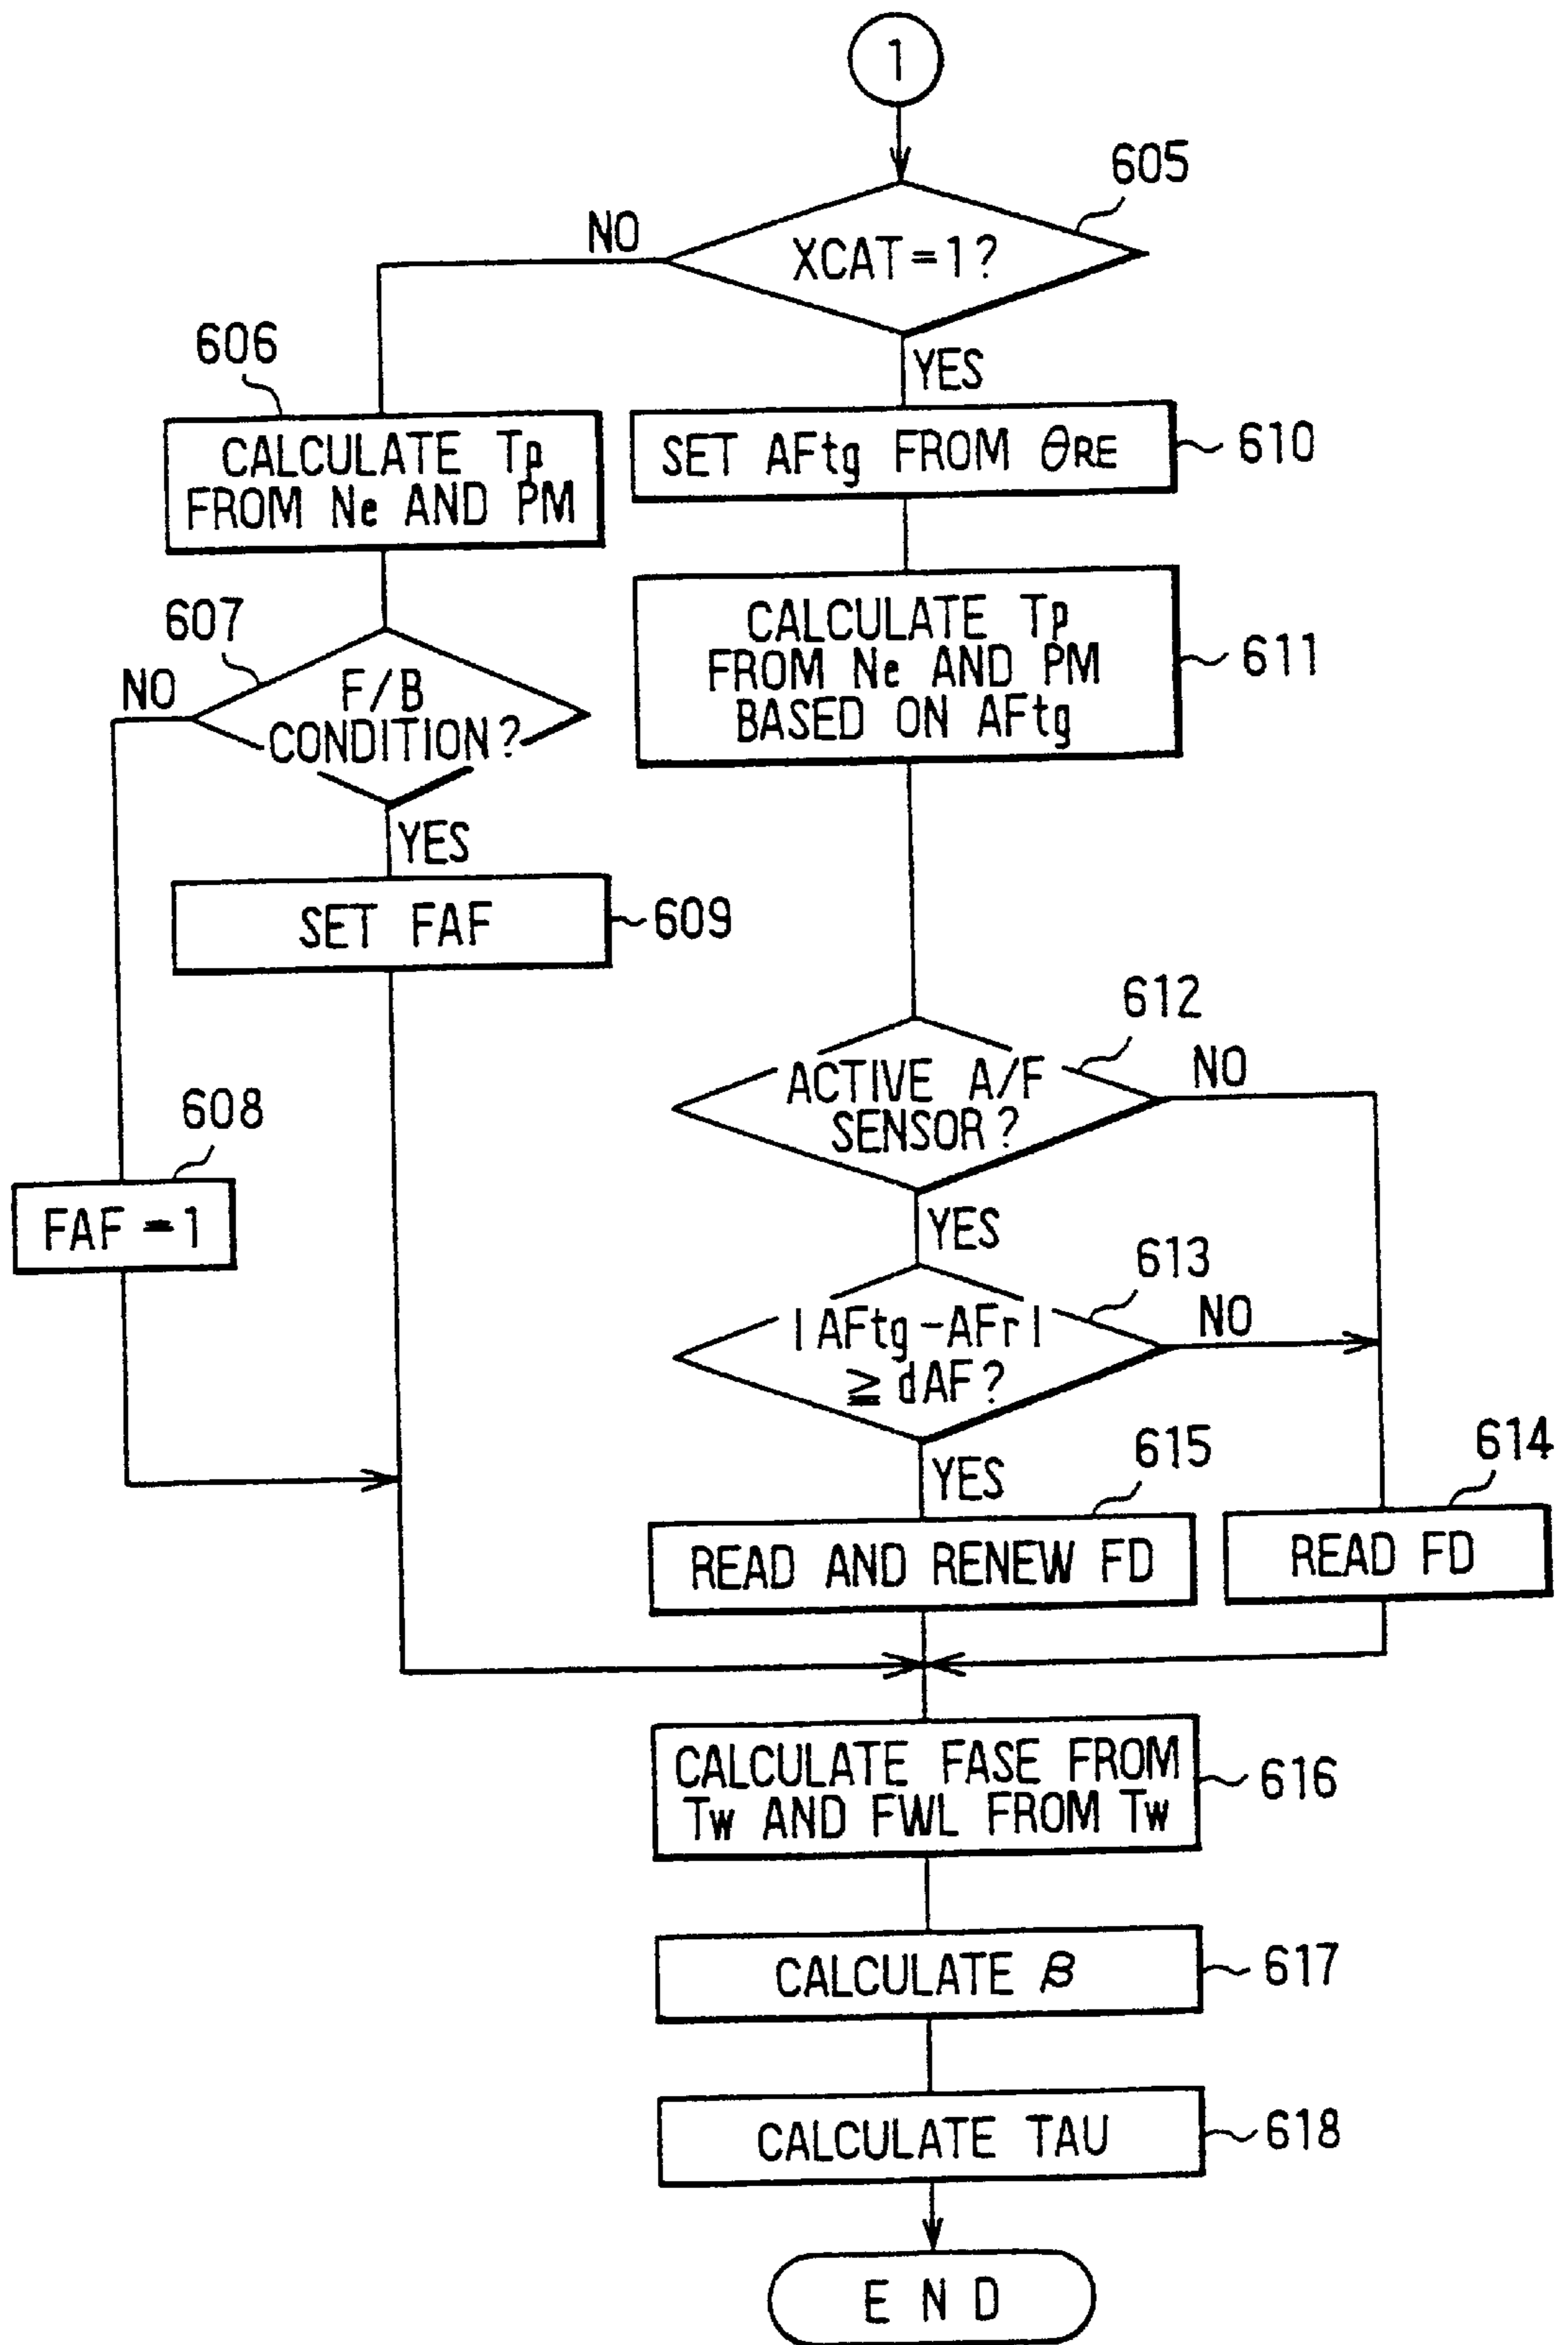 1
605
NO
XCAT=1?
YES
606
CALCULATE Tp
FROM Ne AND PM
SET AFtg FROM θRE
610
607
NO
F/B
CONDITION?
YES
CALCULATE Tp
FROM Ne AND PM
BASED ON AFtg
611
SET FAF
609
612
ACTIVE A/F
SENSOR?
NO
YES
608
FAF=1
613
|AFtg-AFr|
≧dAF?
NO
YES
615
614
READ AND RENEW FD
READ FD
CALCULATE FASE FROM
Tw AND FWL FROM Tw
616
CALCULATE β
617
CALCULATE TAU
618
END